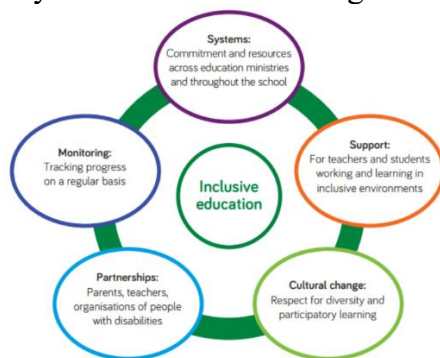 Systems:
Commitment and resources
across education ministries
and throughout the school
Monitoring:
Tracking progress
on a regular basis
Inclusive
education
Support:
For teachers and students
working and learning in
inclusive environments
Partnerships:
Parents, teachers,
organisations of people
with disabilities
Cultural change:
Respect for diversity and
participatory learning